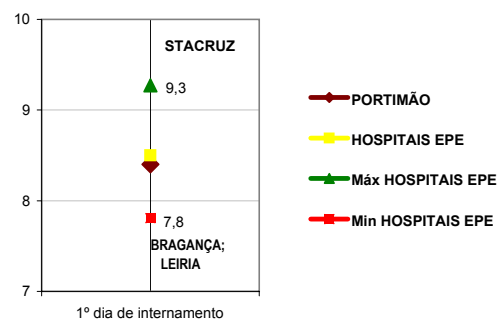 10
STACRUZ
9,3
9
8
7,8
BRAGANÇA;
LEIRIA
7
1º dia de internamento
PORTIMÃO
HOSPITAIS EPE
Máx HOSPITAIS EPE
Min HOSPITAIS EPE